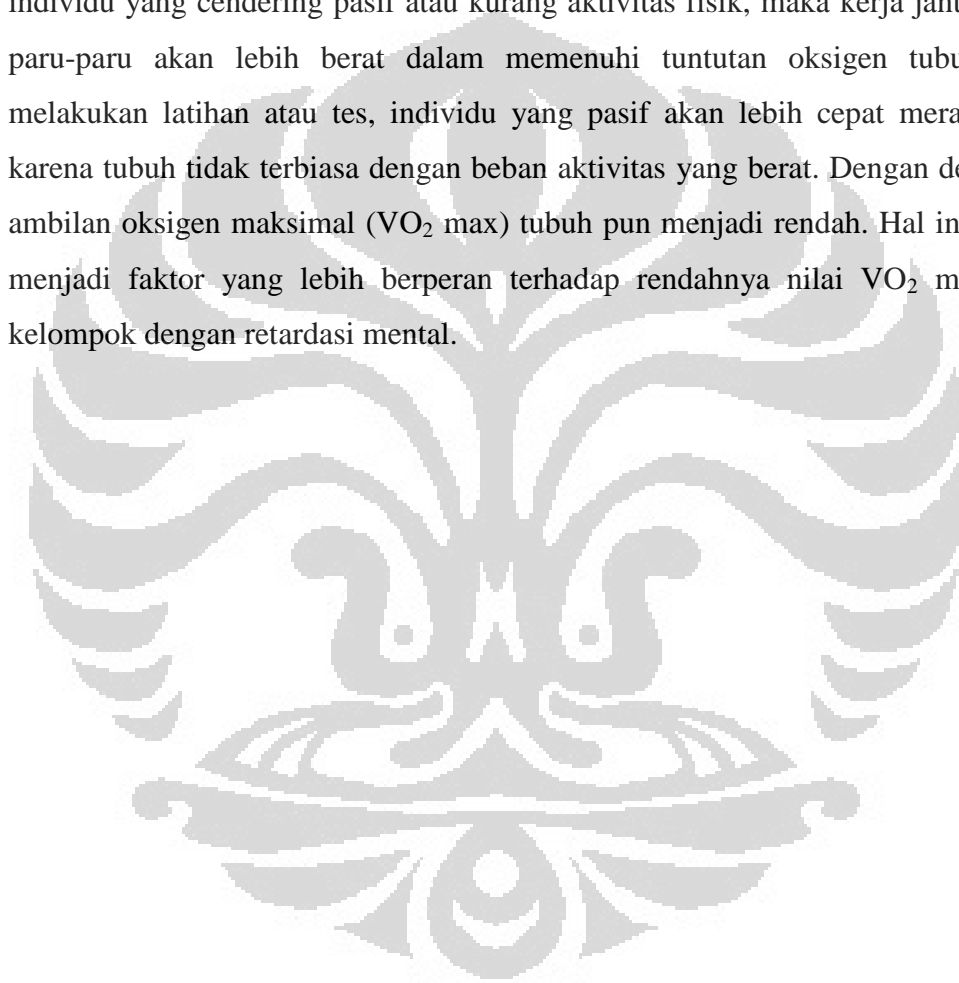 individu yang cendering pasif atau kurang aktivitas fisik, maka kerja jant
paru-paru akan lebih berat dalam memenuhi tuntutan oksigen tubu
melakukan latihan atau tes, individu yang pasif akan lebih cepat mera
karena tubuh tidak terbiasa dengan beban aktivitas yang berat. Dengan de
ambilan oksigen maksimal (VO₂ max) tubuh pun menjadi rendah. Hal in
menjadi faktor yang lebih berperan terhadap rendahnya nilai VO₂ m
kelompok dengan retardasi mental.